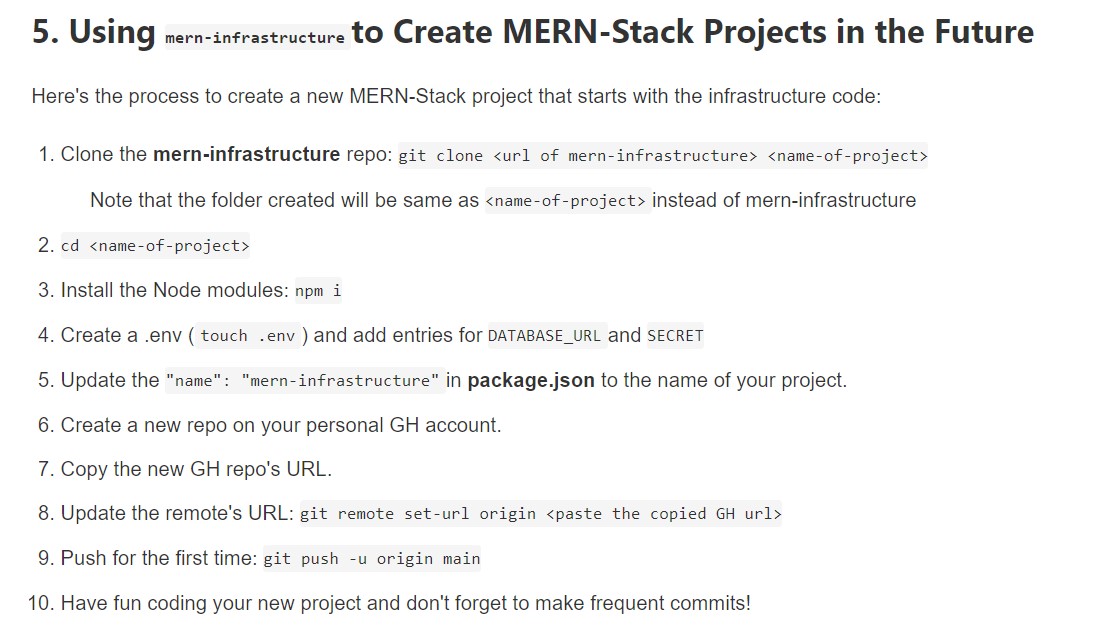 5. Using mern-infrastructure to Create MERN-Stack Projects in the Future
Here's the process to create a new MERN-Stack project that starts with the infrastructure code:
1. Clone the mern-infrastructure repo: git clone <url of mern-infrastructure> <name-of-project>
Note that the folder created will be same as <name-of-project> instead of mern-infrastructure
2. cd <name-of-project>
3. Install the Node modules: npm i
4. Create a .env ( touch .env ) and add entries for DATABASE_URL and SECRET
5. Update the "name": "mern-infrastructure" in package.json to the name of your project.
6. Create a new repo on your personal GH account.
7. Copy the new GH repo's URL.
8. Update the remote's URL: git remote set-url origin <paste the copied GH url>
9. Push for the first time: git push -u origin main
10. Have fun coding your new project and don't forget to make frequent commits!